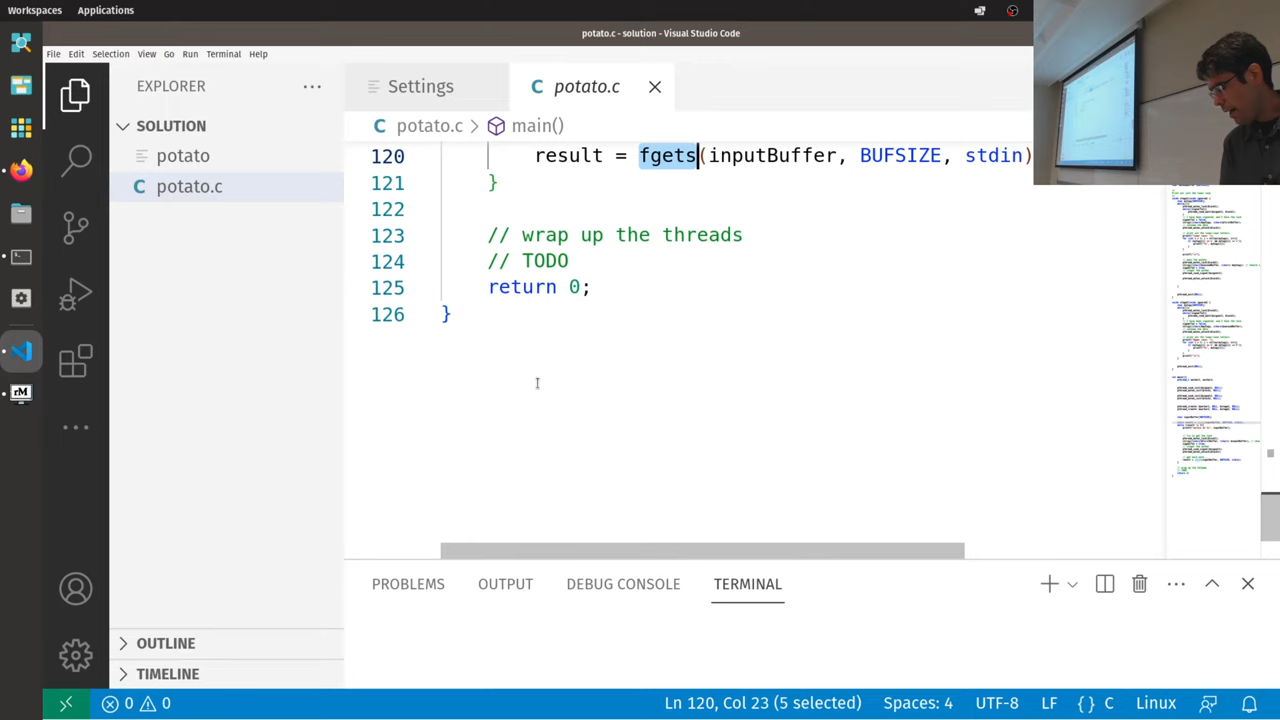 Workspaces Applications
potato.c - solution - Visual Studio Code
File Edit Selection View Go Run Terminal Help
EXPLORER
SOLUTION
potato
potato.c
OUTLINE
TIMELINE
Settings
potato.c
potato.c > main()
120 result = fgets(inputBuffer, BUFSIZE, stdin)
121 }
122
123 // wrap up the threads
124 // TODO
125 return 0;
126 }
PROBLEMS OUTPUT DEBUG CONSOLE TERMINAL
0 0 Ln 120, Col 23 (5 selected) Spaces: 4 UTF-8 LF { } C Linux
rM